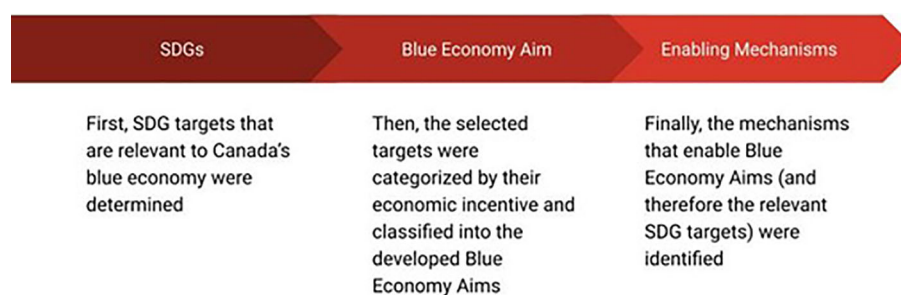 SDGs
Blue Economy Aim
Enabling Mechanisms
First, SDG targets that
are relevant to Canada's
blue economy were
determined
Then, the selected
targets were
categorized by their
economic incentive and
classified into the
developed Blue
Economy Aims
Finally, the mechanisms
that enable Blue
Economy Aims (and
therefore the relevant
SDG targets) were
identified